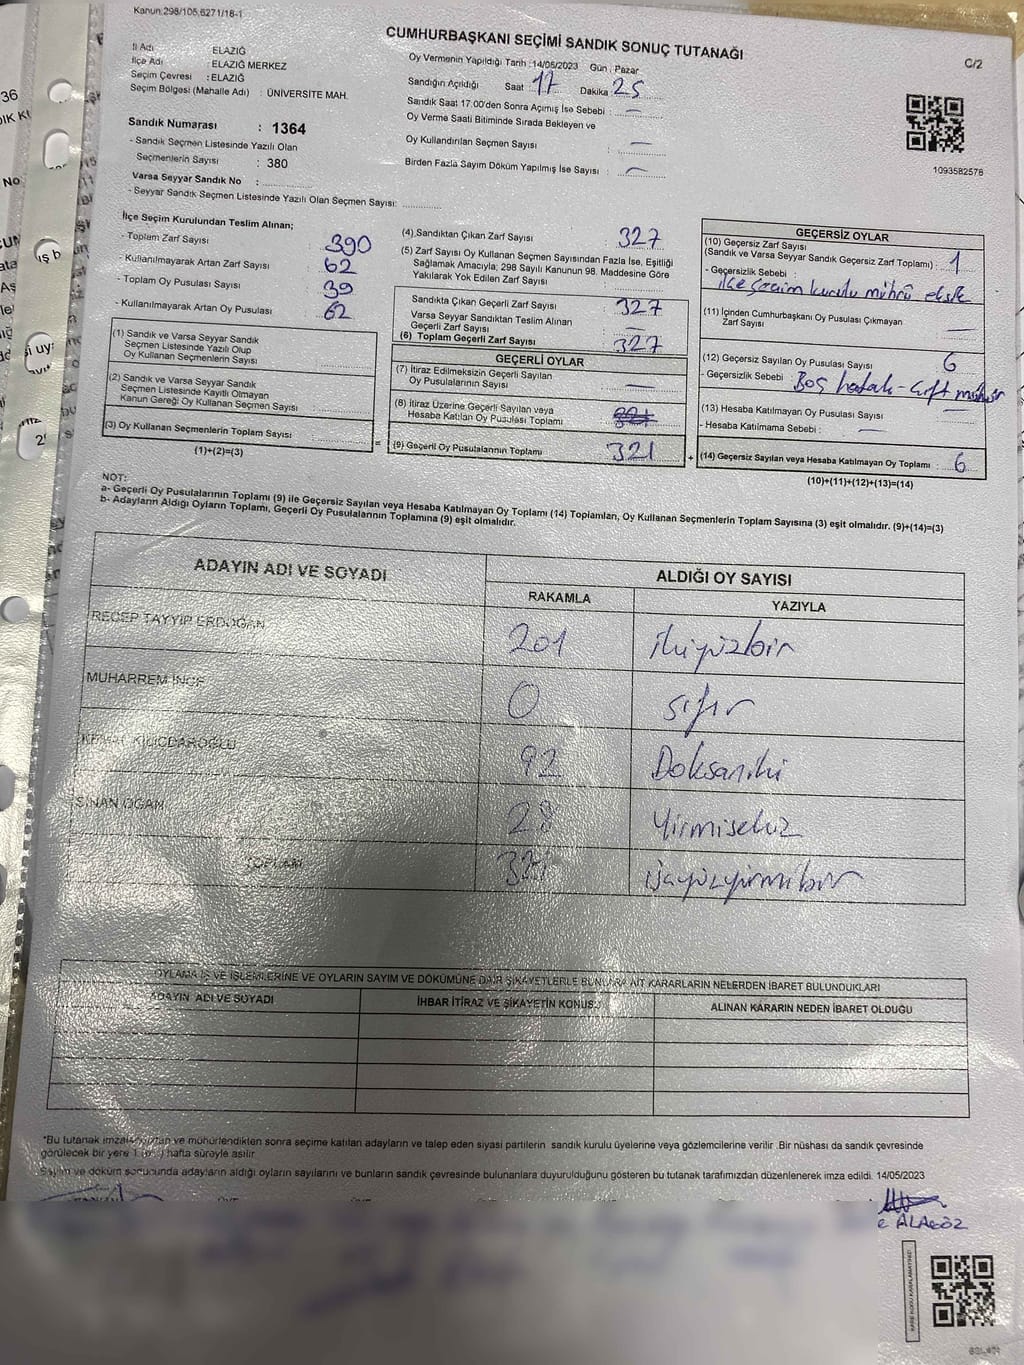 Kanun:298/105,6271/18-1
CUMHURBAŞKANI SEÇİMİ SANDIK SONUÇ TUTANAĞI
C/2
İl Adı ELAZIĞ
İlçe Adı : ELAZIĞ MERKEZ
Seçim Çevresi : ELAZIĞ
Seçim Bölgesi (Mahalle Adı) : ÜNİVERSİTE MAH.
Oy Vermenin Yapıldığı Tarih : 14/05/2023 Gün : Pazar
Sandığın Açıldığı Saat 17 Dakika 25
Sandık Saat 17.00'den Sonra Açılmış İse Sebebi : —
Oy Verme Saati Bitiminde Sırada Bekleyen ve
Oy Kullandırılan Seçmen Sayısı : —
Birden Fazla Sayım Döküm Yapılmış İse Sayısı : —
1093582576
Sandık Numarası : 1364
- Sandık Seçmen Listesinde Yazılı Olan
Seçmenlerin Sayısı : 380
Varsa Seyyar Sandık No :
- Seyyar Sandık Seçmen Listesinde Yazılı Olan Seçmen Sayısı:
İlçe Seçim Kurulundan Teslim Alınan;
- Toplam Zarf Sayısı 390
- Kullanılmayarak Artan Zarf Sayısı 62
- Toplam Oy Pusulası Sayısı 39
- Kullanılmayarak Artan Oy Pusulası 62
(1) Sandık ve Varsa Seyyar Sandık
Seçmen Listesinde Yazılı Olup
Oy Kullanan Seçmenlerin Sayısı :
(2) Sandık ve Varsa Seyyar Sandık
Seçmen Listesinde Kayıtlı Olmayan
Kanun Gereği Oy Kullanan Seçmen Sayısı :
(3) Oy Kullanan Seçmenlerin Toplam Sayısı :
(1)+(2)=(3)
(4) Sandıktan Çıkan Zarf Sayısı 327
(5) Zarf Sayısı Oy Kullanan Seçmen Sayısından Fazla İse, Eşitliği
Sağlamak Amacıyla; 298 Sayılı Kanunun 98. Maddesine Göre
Yakılarak Yok Edilen Zarf Sayısı :
Sandıkta Çıkan Geçerli Zarf Sayısı 327
Varsa Seyyar Sandıktan Teslim Alınan
Geçerli Zarf Sayısı —
(6) Toplam Geçerli Zarf Sayısı 327
GEÇERLİ OYLAR
(7) İtiraz Edilmeksizin Geçerli Sayılan
Oy Pusulalarının Sayısı —
(8) İtiraz Üzerine Geçerli Sayılan veya
Hesaba Katılan Oy Pusulası Toplamı
(9) Geçerli Oy Pusulalarının Toplamı 321
GEÇERSİZ OYLAR
(10) Geçersiz Zarf Sayısı
(Sandık ve Varsa Seyyar Sandık Geçersiz Zarf Toplamı) : 1
- Geçersizlik Sebebi :
ilçe seçim kurulu mührü eksik
(11) İçinden Cumhurbaşkanı Oy Pusulası Çıkmayan
Zarf Sayısı —
(12) Geçersiz Sayılan Oy Pusulası Sayısı 6
- Geçersizlik Sebebi : Boş hatalı - çift mühür
(13) Hesaba Katılmayan Oy Pusulası Sayısı
- Hesaba Katılmama Sebebi : —
(14) Geçersiz Sayılan veya Hesaba Katılmayan Oy Toplamı : 6
(10)+(11)+(12)+(13)=(14)
NOT:
a- Geçerli Oy Pusulalarının Toplamı (9) ile Geçersiz Sayılan veya Hesaba Katılmayan Oy Toplamı (14) Toplamları, Oy Kullanan Seçmenlerin Toplam Sayısına (3) eşit olmalıdır. (9)+(14)=(3)
b- Adayların Aldığı Oyların Toplamı, Geçerli Oy Pusulalarının Toplamına (9) eşit olmalıdır.
ADAYIN ADI VE SOYADI ALDIĞI OY SAYISI
RAKAMLA YAZIYLA
RECEP TAYYİP ERDOĞAN 201 ikiyüzbir
MUHARREM İNCE 0 sıfır
KEMAL KILIÇDAROĞLU 92 Doksaniki
SİNAN OĞAN 28 Yirmisekiz
TOPLAM 321 üçyüzyirmibir
OYLAMA İŞ VE İŞLEMLERİNE VE OYLARIN SAYIM VE DÖKÜMÜNE DAİR ŞİKAYETLERLE BUNLARA AİT KARARLARIN NELERDEN İBARET BULUNDUKLARI
ADAYIN ADI VE SOYADI İHBAR İTİRAZ VE ŞİKAYETİN KONUSU ALINAN KARARIN NEDEN İBARET OLDUĞU
*Bu tutanak imzalandıktan ve mühürlendikten sonra seçime katılan adayların ve talep eden siyasi partilerin sandık kurulu üyelerine veya gözlemcilerine verilir. Bir nüshası da sandık çevresinde
görülecek bir yere 1 (bir) hafta süreyle asılır
Sayım ve döküm sonucunda adayların aldığı oyların sayılarını ve bunların sandık çevresinde bulunanlara duyurulduğunu gösteren bu tutanak tarafımızdan düzenlenerek imza edildi. 14/05/2023
ALAGÖZ